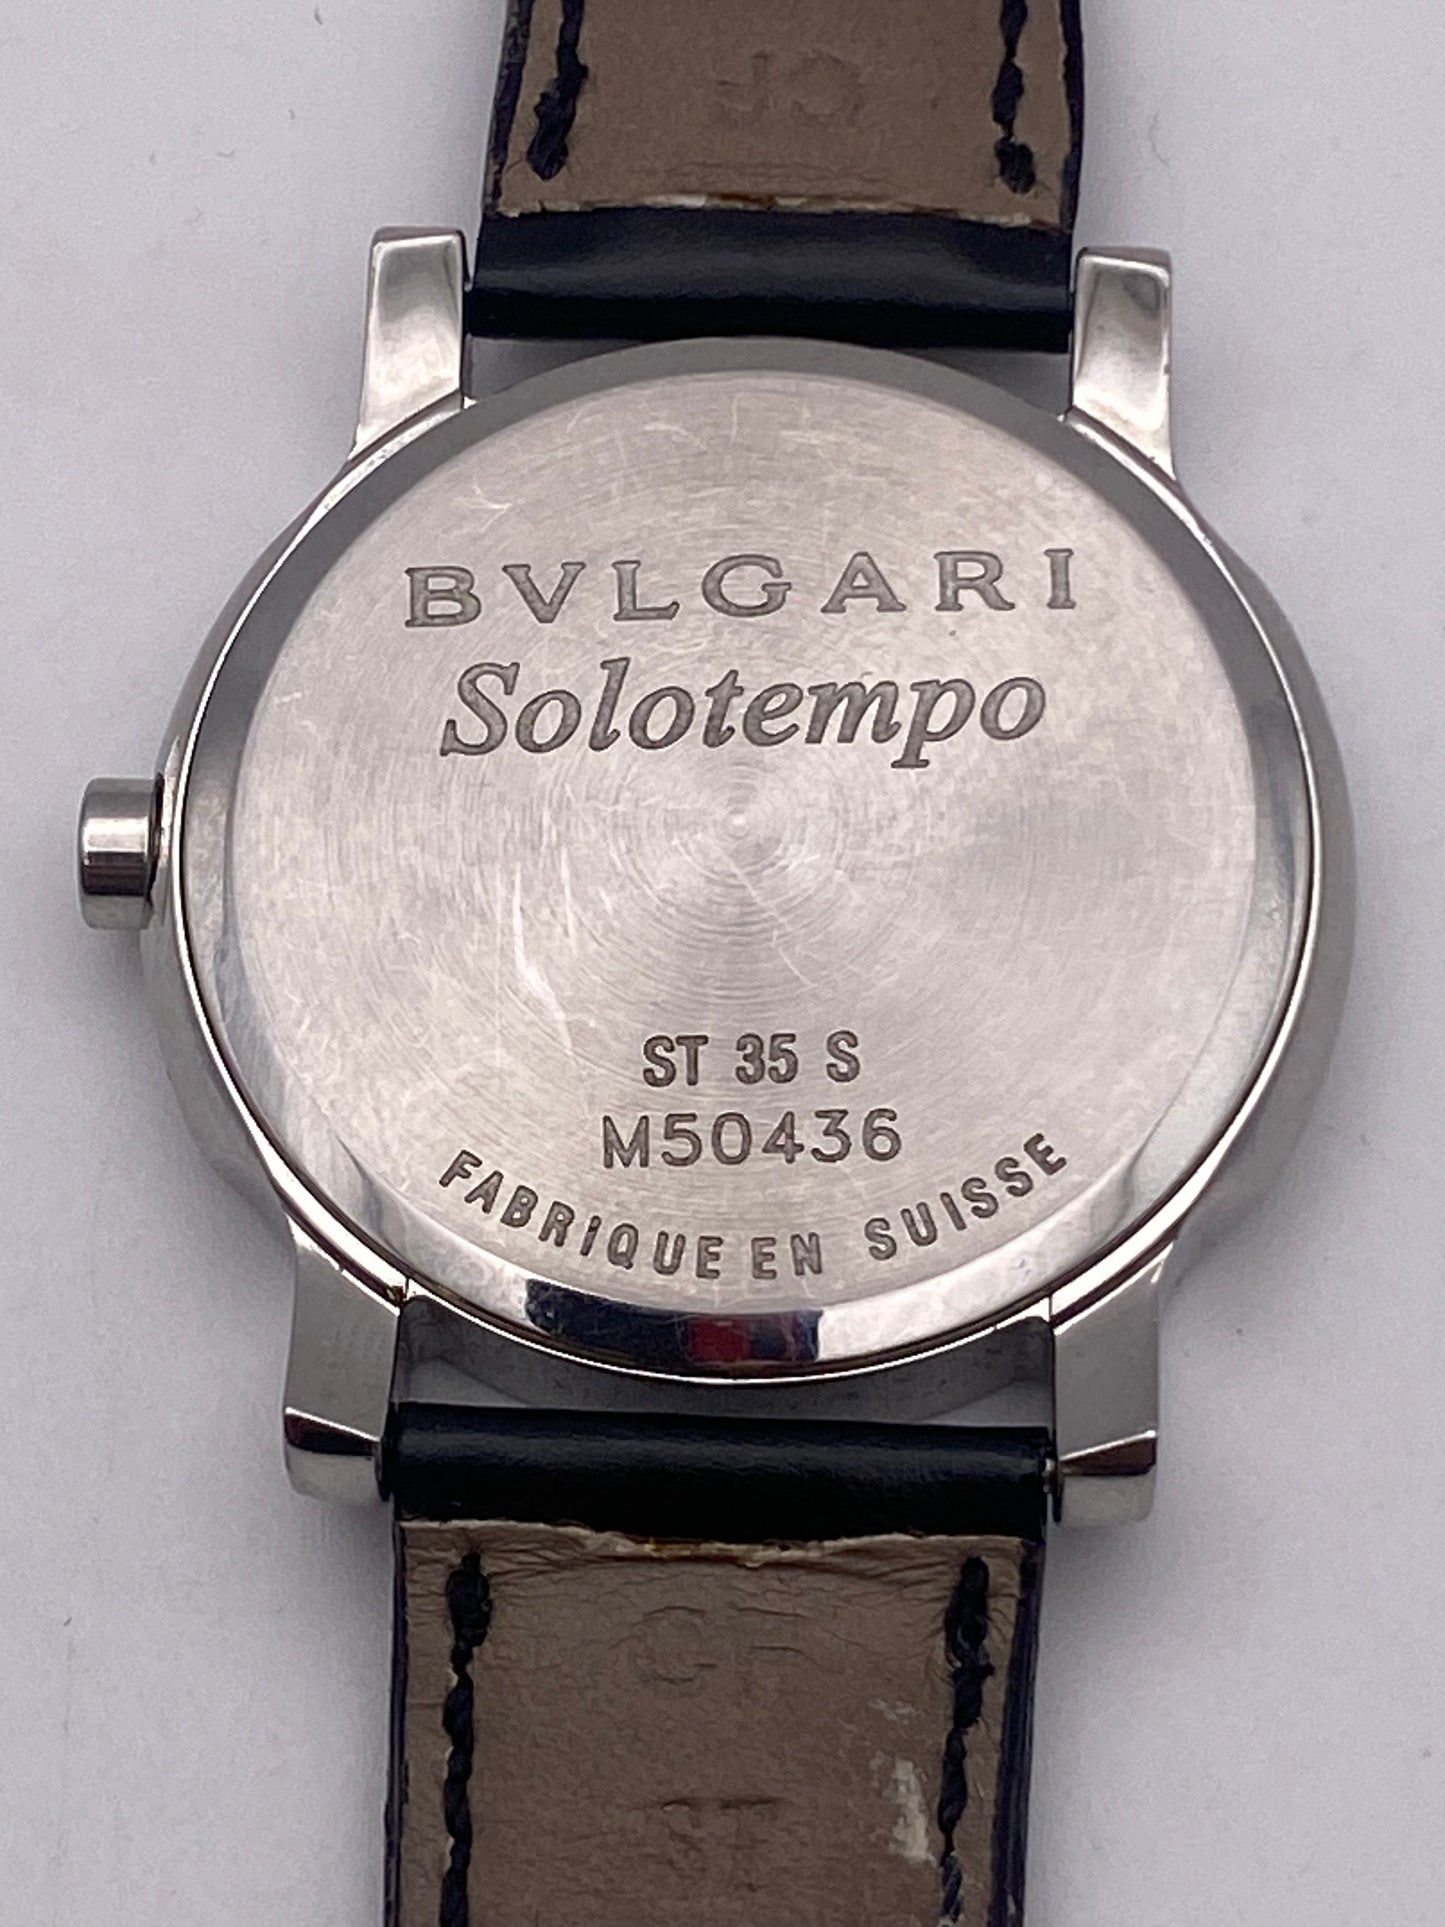 BVLGARI
Solotempo
ST 35 S
M50436
FABRIQUE EN SUISSE